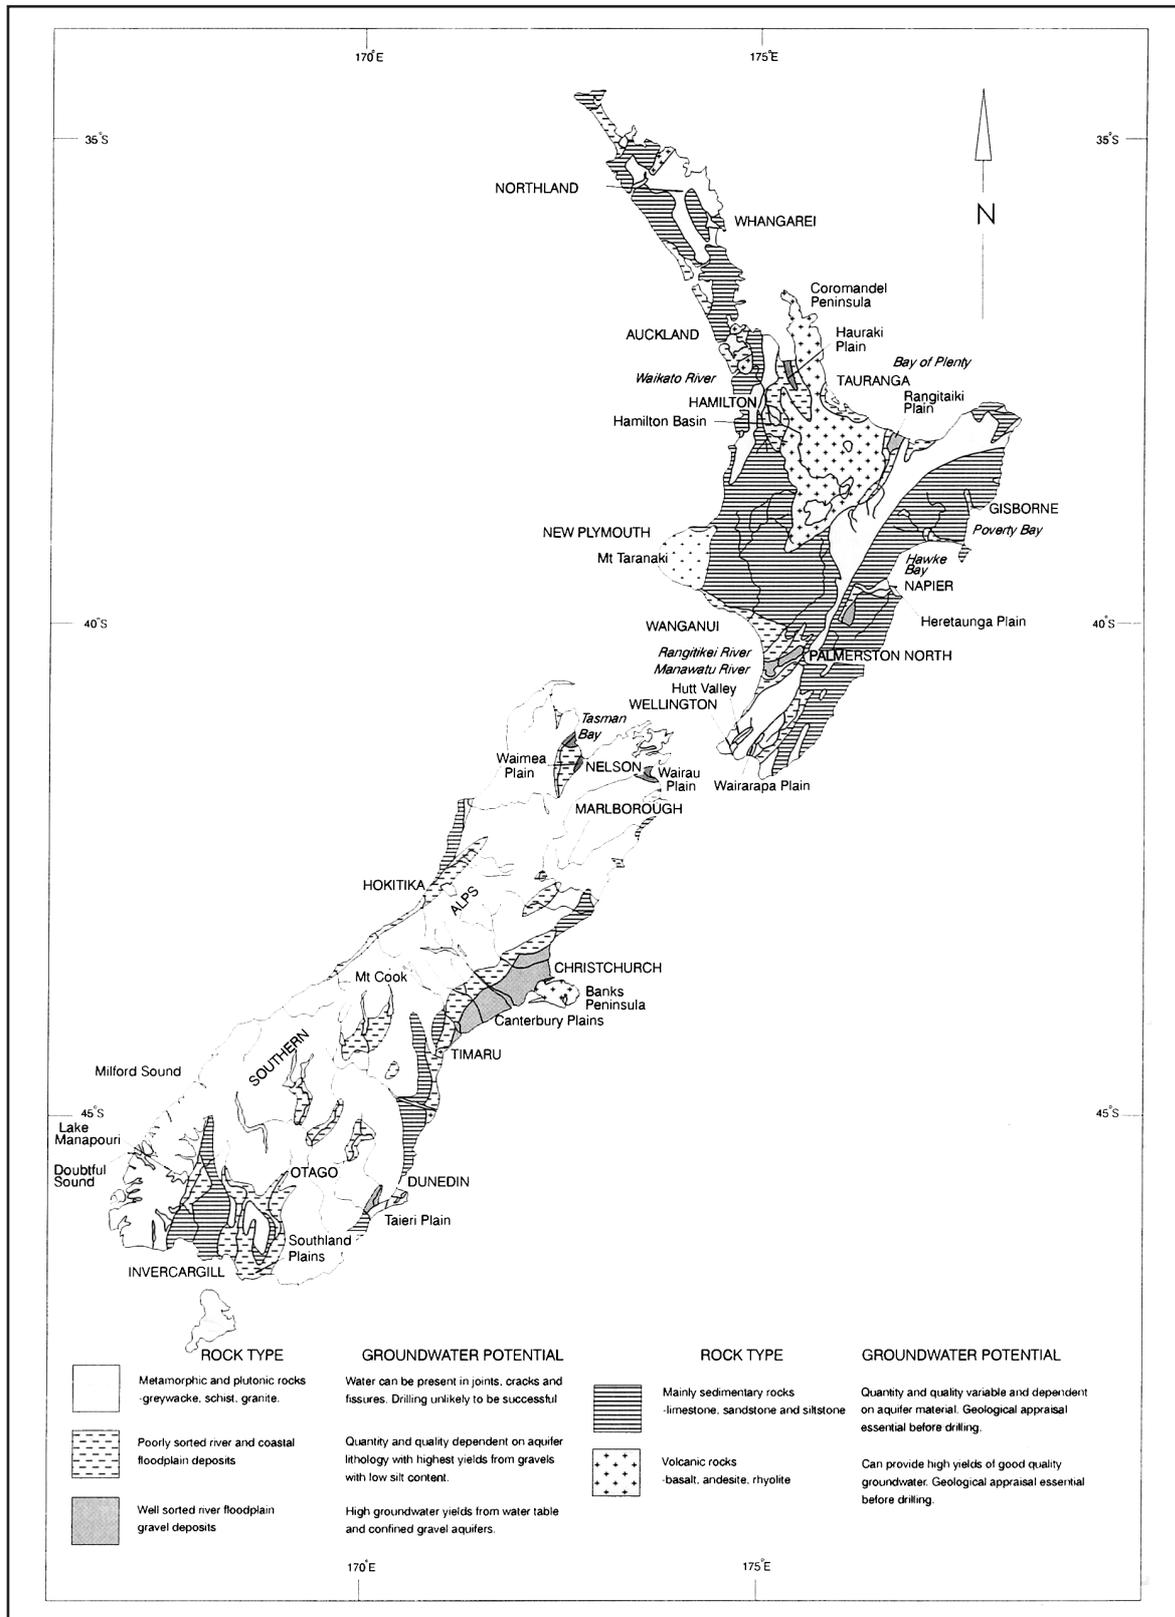 170°E
175°E
35°S
35°S
N
NORTHLAND
WHANGAREI
Coromandel
Peninsula
AUCKLAND
Hauraki
Plain
Bay of Plenty
Waikato River
TAURANGA
HAMILTON
Rangitaiki
Plain
Hamilton Basin
GISBORNE
NEW PLYMOUTH
Poverty Bay
Mt Taranaki
Hawke
Bay
NAPIER
40°S
Heretaunga Plain
40°S
WANGANUI
Rangitikei River
PALMERSTON NORTH
Manawatu River
Hutt Valley
WELLINGTON
Tasman
Bay
Waimea
Plain
NELSON
Wairau
Plain
Wairarapa Plain
MARLBOROUGH
HOKITIKA
ALPS
CHRISTCHURCH
Mt Cook
Banks
Peninsula
Canterbury Plains
SOUTHERN
TIMARU
Milford Sound
45°S
45°S
Lake
Manapouri
Doubtful
Sound
OTAGO
DUNEDIN
Taieri Plain
Southland
Plains
INVERCARGILL
ROCK TYPE
GROUNDWATER POTENTIAL
Metamorphic and plutonic rocks
-greywacke, schist, granite.
Water can be present in joints, cracks and
fissures. Drilling unlikely to be successful
Poorly sorted river and coastal
floodplain deposits
Quantity and quality dependent on aquifer
lithology with highest yields from gravels
with low silt content.
Well sorted river floodplain
gravel deposits
High groundwater yields from water table
and confined gravel aquifers.
ROCK TYPE
GROUNDWATER POTENTIAL
Mainly sedimentary rocks
-limestone, sandstone and siltstone
Quantity and quality variable and dependent
on aquifer material. Geological appraisal
essential before drilling.
Volcanic rocks
-basalt, andesite, rhyolite
Can provide high yields of good quality
groundwater. Geological appraisal essential
before drilling.
170°E
175°E